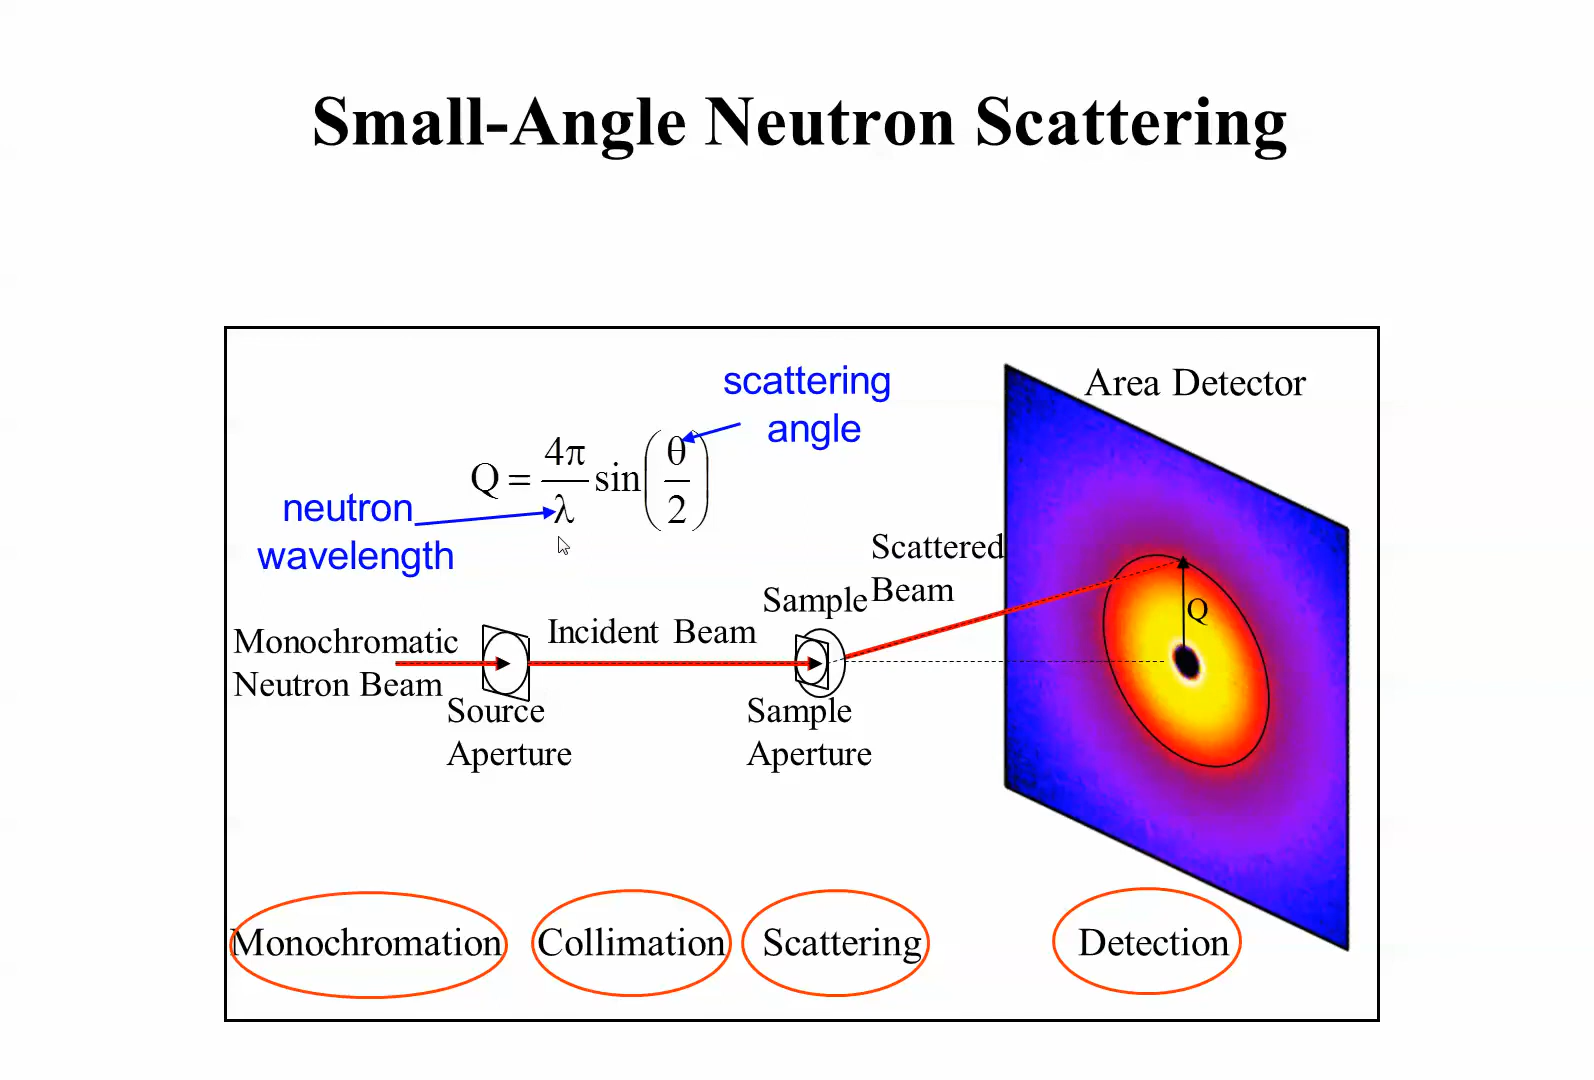 Small-Angle Neutron Scattering
scattering
angle
Area Detector
Q = 4π/λ sin(θ/2)
neutron
wavelength
Scattered
Beam
Sample
Q
Incident Beam
Monochromatic
Neutron Beam
Source
Aperture
Sample
Aperture
Monochromation
Collimation
Scattering
Detection